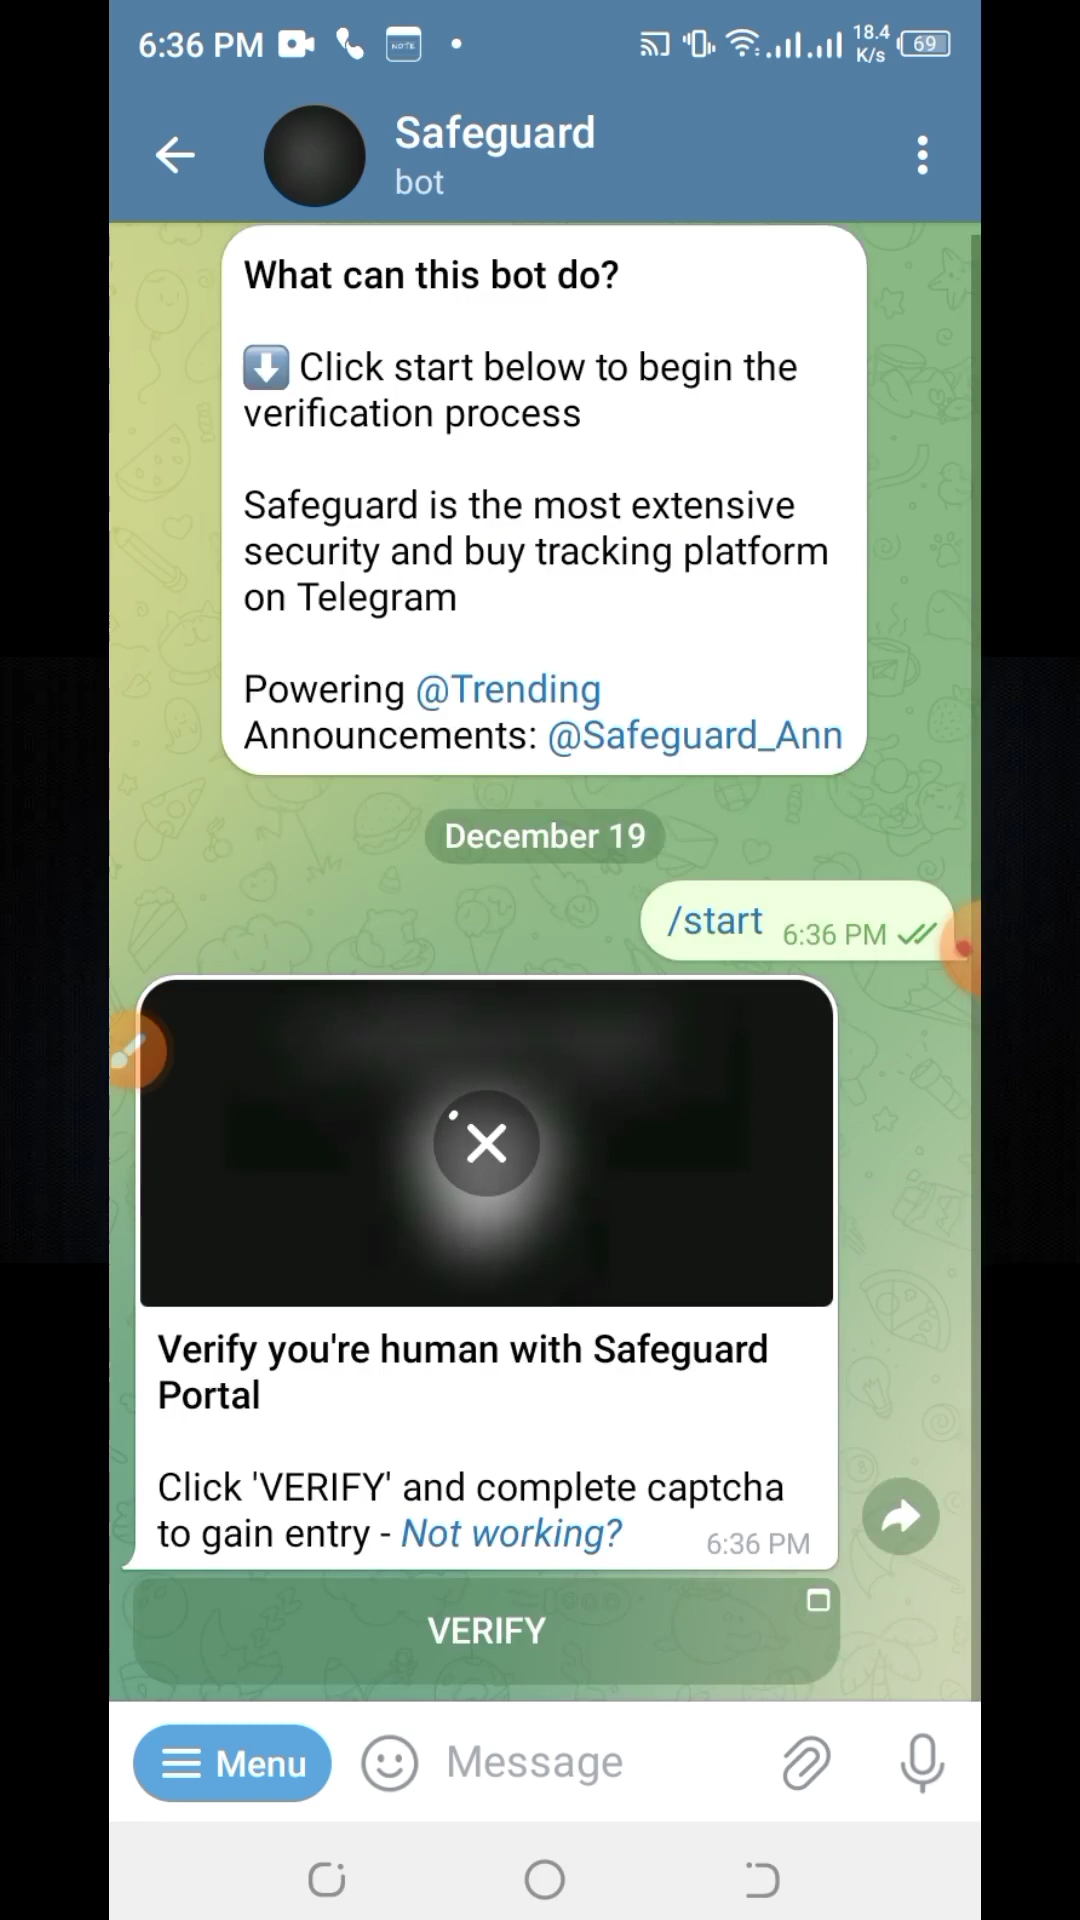 6:36 PM
NOTE
18.4
K/s
69
Safeguard
bot
What can this bot do?
⬇️ Click start below to begin the
verification process
Safeguard is the most extensive
security and buy tracking platform
on Telegram
Powering @Trending
Announcements: @Safeguard_Ann
December 19
/start 6:36 PM
Verify you're human with Safeguard
Portal
Click 'VERIFY' and complete captcha
to gain entry - Not working?
6:36 PM
VERIFY
Menu
Message